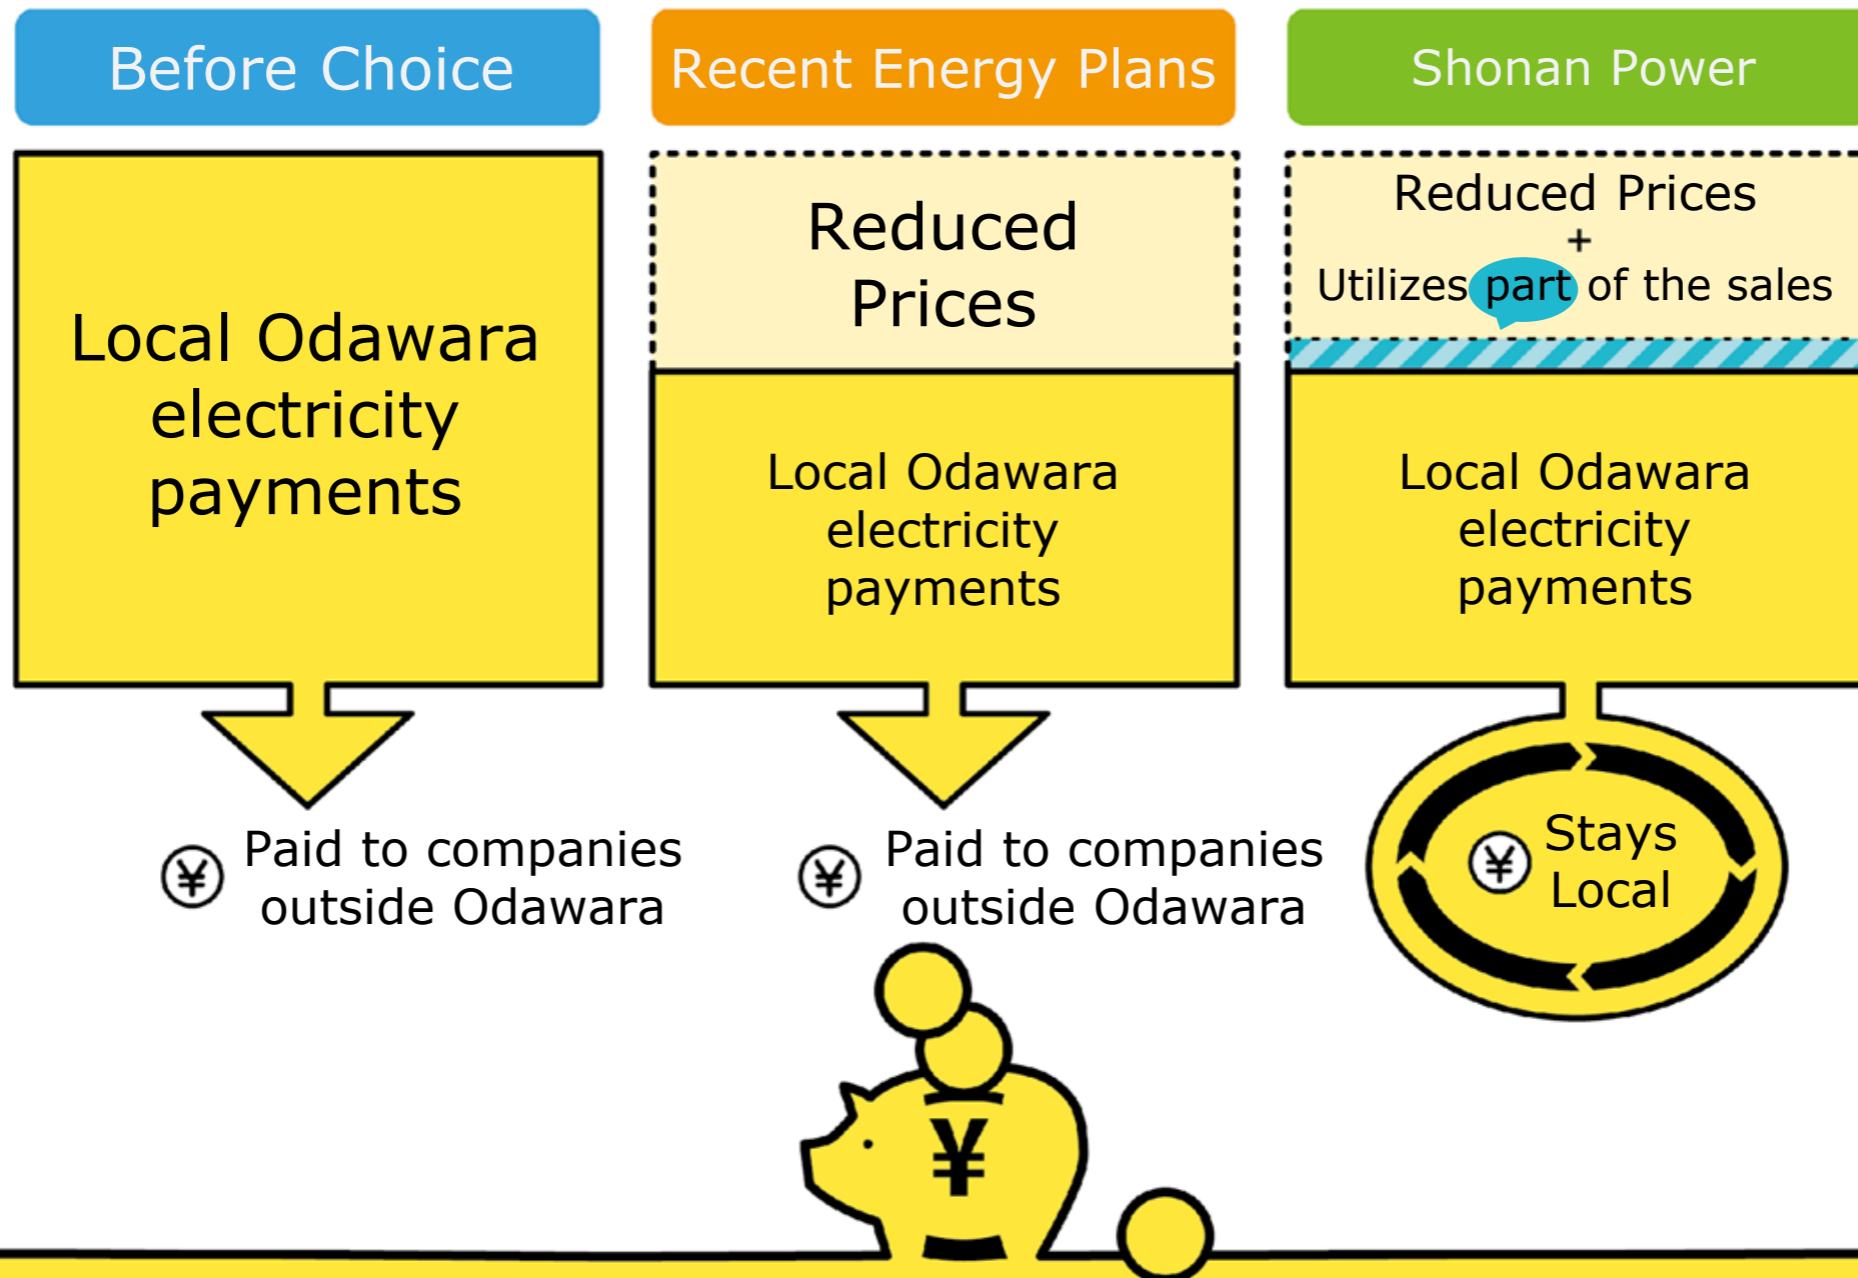 Before Choice
Recent Energy Plans
Shonan Power
Local Odawara
electricity
payments
Reduced
Prices
Local Odawara
electricity
payments
Reduced Prices
+
Utilizes part of the sales
Local Odawara
electricity
payments
¥ Paid to companies
outside Odawara
¥ Paid to companies
outside Odawara
¥ Stays
Local
¥